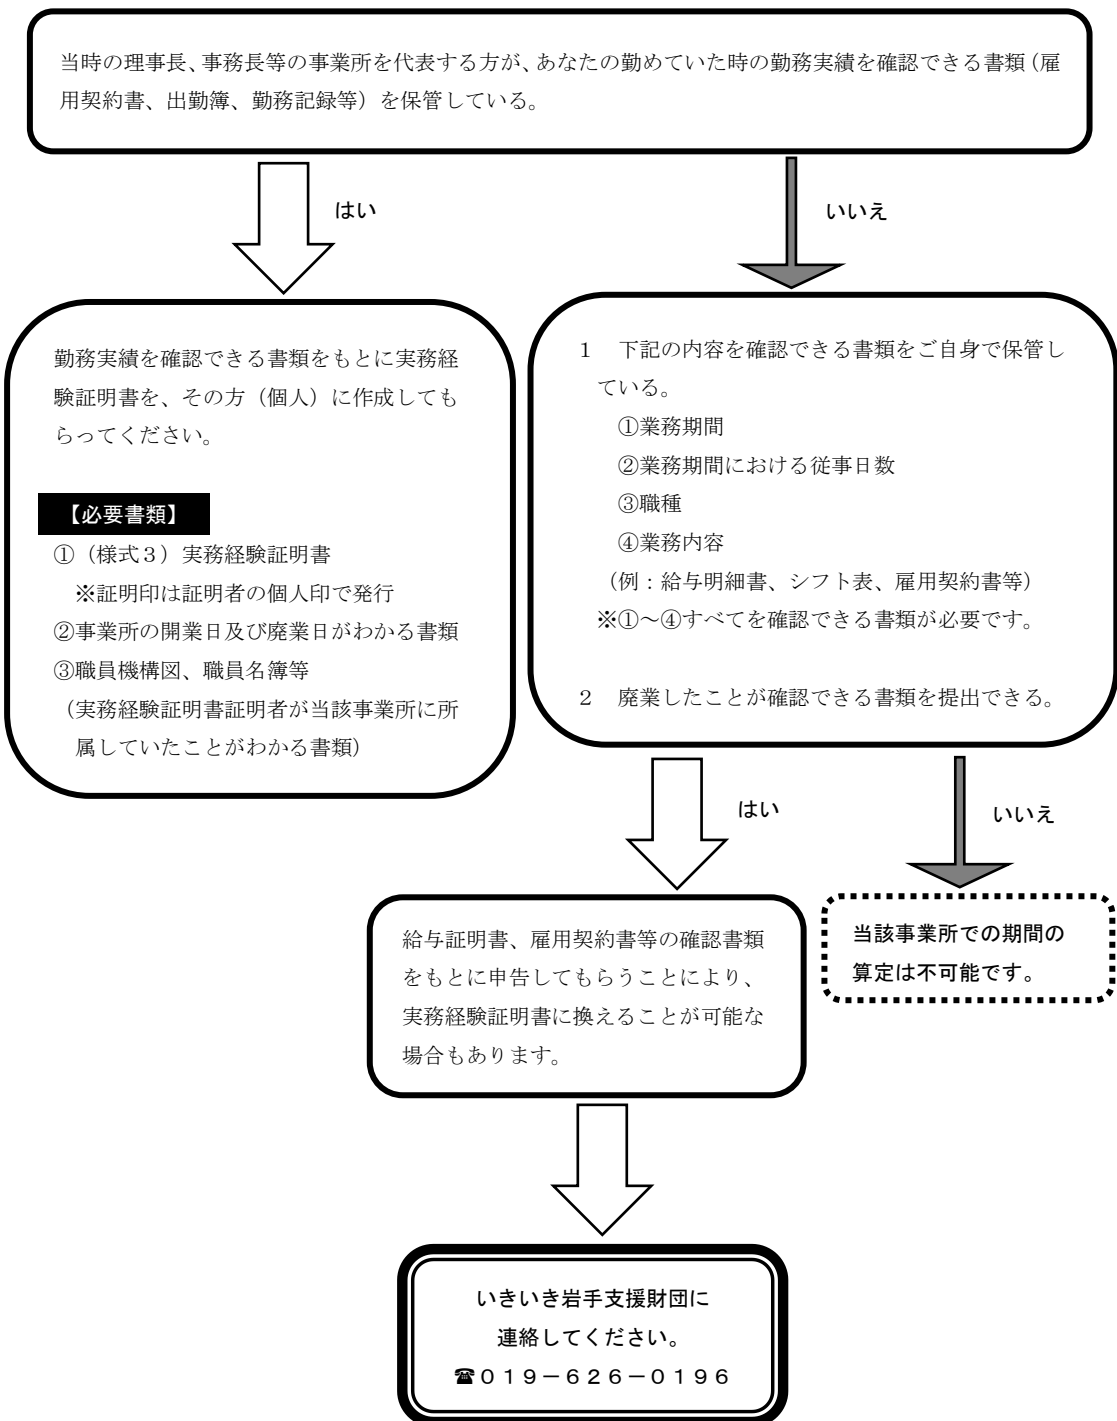 当時の理事長、事務長等の事業所を代表する方が、あなたの勤めていた時の勤務実績を確認できる書類（雇
用契約書、出勤簿、勤務記録等）を保管している。
はい
いいえ
勤務実績を確認できる書類をもとに実務経
験証明書を、その方（個人）に作成しても
らってください。
【必要書類】
①（様式３）実務経験証明書
※証明印は証明者の個人印で発行
②事業所の開業日及び廃業日がわかる書類
③職員機構図、職員名簿等
（実務経験証明書証明者が当該事業所に所
属していたことがわかる書類）
１　下記の内容を確認できる書類をご自身で保管し
ている。
①業務期間
②業務期間における従事日数
③職種
④業務内容
（例：給与明細書、シフト表、雇用契約書等）
※①～④すべてを確認できる書類が必要です。
２　廃業したことが確認できる書類を提出できる。
はい
いいえ
給与証明書、雇用契約書等の確認書類
をもとに申告してもらうことにより、
実務経験証明書に換えることが可能な
場合もあります。
当該事業所での期間の
算定は不可能です。
いきいき岩手支援財団に
連絡してください。
☎０１９－６２６－０１９６